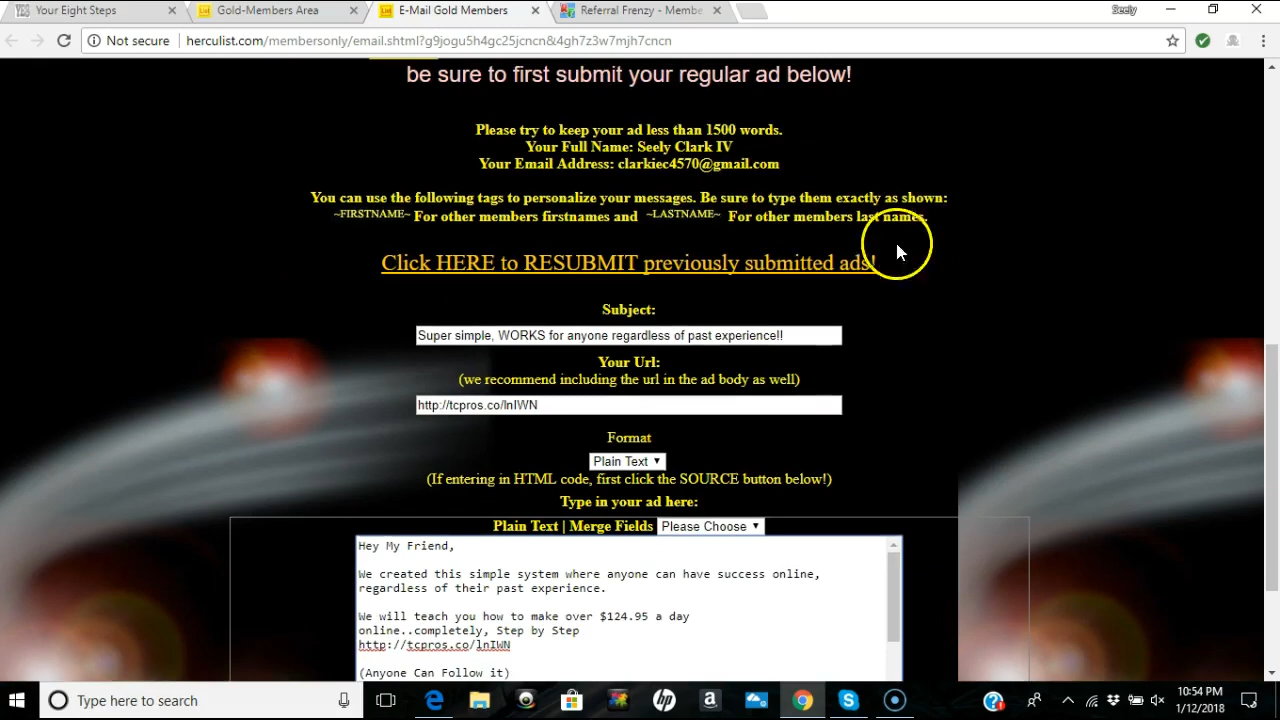 Your Eight Steps
Gold-Members Area
E-Mail Gold Members
Referral Frenzy - Membe
Seely
Not secure
herculist.com/membersonly/email.shtml?g9jogu5h4gc25jcncn&4gh7z3w7mjh7cncn
be sure to first submit your regular ad below!
Please try to keep your ad less than 1500 words.
Your Full Name: Seely Clark IV
Your Email Address: clarkiec4570@gmail.com
You can use the following tags to personalize your messages. Be sure to type them exactly as shown:
~FIRSTNAME~ For other members firstnames and ~LASTNAME~ For other members last names.
Click HERE to RESUBMIT previously submitted ads!
Subject:
Super simple, WORKS for anyone regardless of past experience!!
Your Url:
(we recommend including the url in the ad body as well)
http://tcpros.co/lnIWN
Format
Plain Text
(If entering in HTML code, first click the SOURCE button below!)
Type in your ad here:
Plain Text | Merge Fields Please Choose
Hey My Friend,
We created this simple system where anyone can have success online,
regardless of their past experience.
We will teach you how to make over $124.95 a day
online..completely, Step by Step
http://tcpros.co/lnIWN
(Anyone Can Follow it)
Type here to search
10:54 PM
1/12/2018